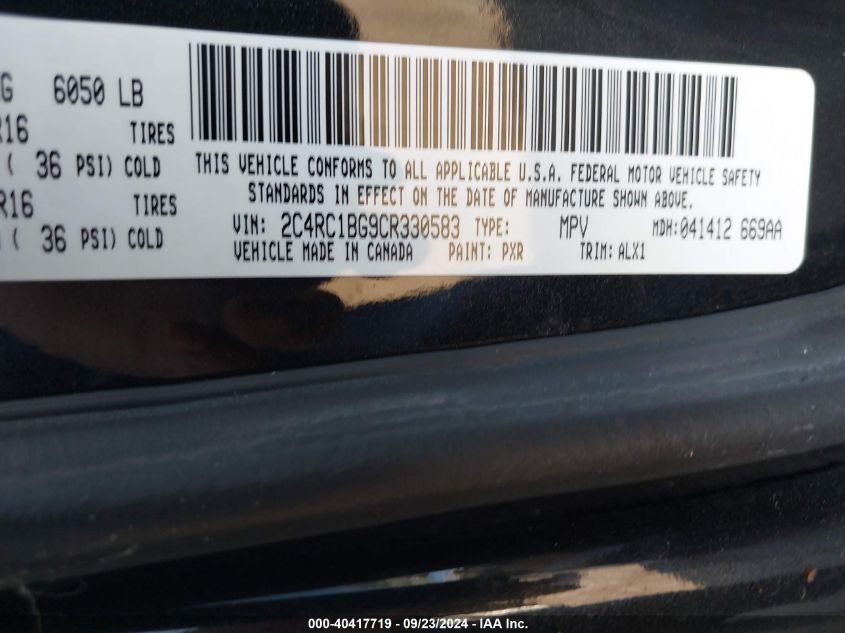 G 6050 LB
R16 TIRES
( 36 PSI) COLD
R16 TIRES
( 36 PSI) COLD
THIS VEHICLE CONFORMS TO ALL APPLICABLE U.S.A. FEDERAL MOTOR VEHICLE SAFETY
STANDARDS IN EFFECT ON THE DATE OF MANUFACTURE SHOWN ABOVE.
VIN: 2C4RC1BG9CR330583 TYPE: MPV MDH:041412 669AA
VEHICLE MADE IN CANADA PAINT: PXR TRIM: ALX1
000-40417719 - 09/23/2024 - IAA Inc.